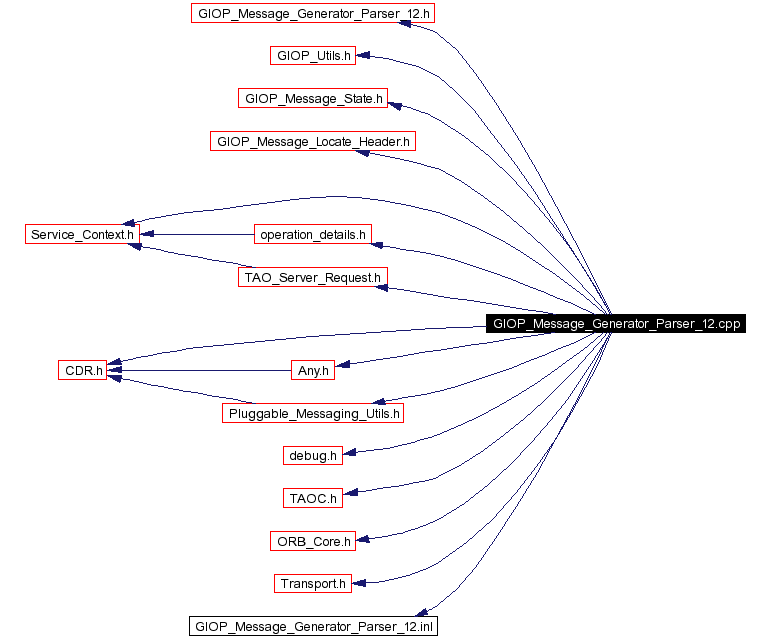 GIOP_Message_Generator_Parser_12.h
GIOP_Utils.h
GIOP_Message_State.h
GIOP_Message_Locate_Header.h
Service_Context.h
operation_details.h
TAO_Server_Request.h
GIOP_Message_Generator_Parser_12.cpp
CDR.h
Any.h
Pluggable_Messaging_Utils.h
debug.h
TAOC.h
ORB_Core.h
Transport.h
GIOP_Message_Generator_Parser_12.inl